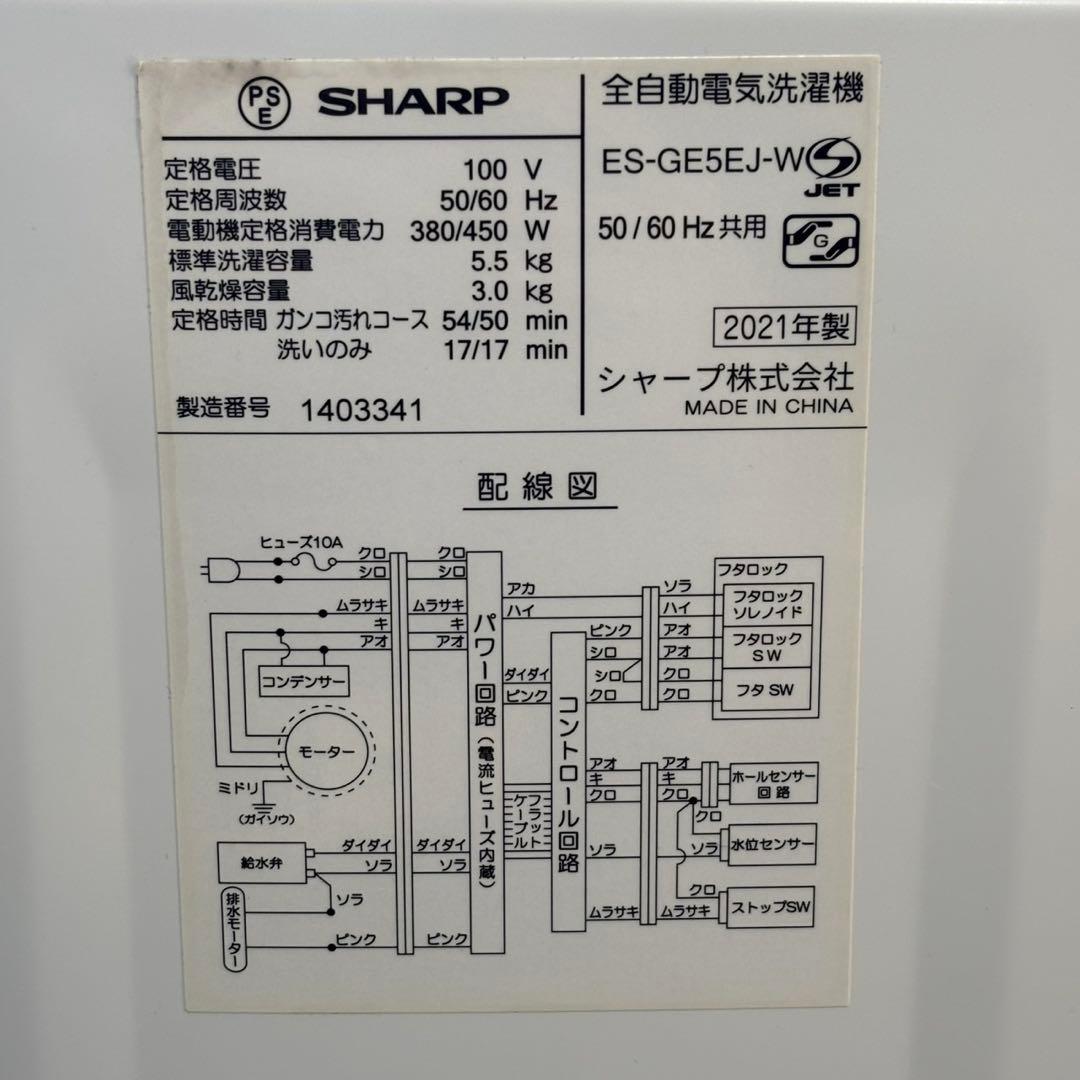 PSE SHARP
定格電圧 100 V
定格周波数 50/60 Hz
電動機定格消費電力 380/450 W
標準洗濯容量 5.5 kg
風乾燥容量 3.0 kg
定格時間 ガンコ汚れコース 54/50 min
洗いのみ 17/17 min
製造番号 1403341
全自動電気洗濯機
ES-GE5EJ-W S JET
50/60 Hz 共用 G
2021年製
シャープ株式会社
MADE IN CHINA
配線図
ヒューズ10A
クロ
シロ
ムラサキ
キ
アオ
クロ
シロ
ムラサキ
キ
アオ
コンデンサー
モーター
ミドリ
(ガイソウ)
給水弁
ダイダイ
ソラ
ダイダイ
ソラ
ソラ
排水モーター
ピンク
ピンク
パワー回路(電流ヒューズ内蔵)
アカ
ハイ
ダイダイ
ピンク
フラット
ケーブル
コントロール回路
ピンク
シロ
シロ
クロ
ソラ
ハイ
アオ
アオ
クロ
クロ
フタロック
フタロック
ソレノイド
フタロック
SW
フタ SW
アオ
キ
クロ
アオ
キ
クロ
ホールセンサー
回路
クロ
ソラ
ソラ
水位センサー
クロ
ムラサキ
ムラサキ
ストップSW